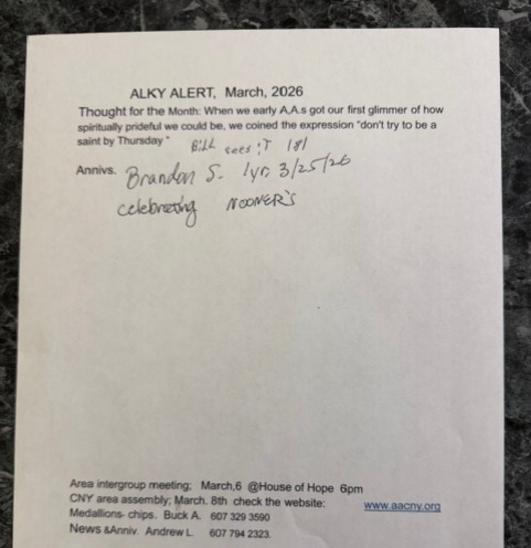 ALKY ALERT, March, 2026
Thought for the Month: When we early A.A.s got our first glimmer of how
spiritually prideful we could be, we coined the expression "don't try to be a
saint by Thursday "
Bill sees iT 181
Annivs. Brandon S. 1yr. 3/25/26
celebrating NOONER'S
Area intergroup meeting; March,6 @House of Hope 6pm
CNY area assembly; March. 8th check the website: www.aacny.org
Medallions- chips. Buck A. 607 329 3590
News &Anniv. Andrew L 607 794 2323.